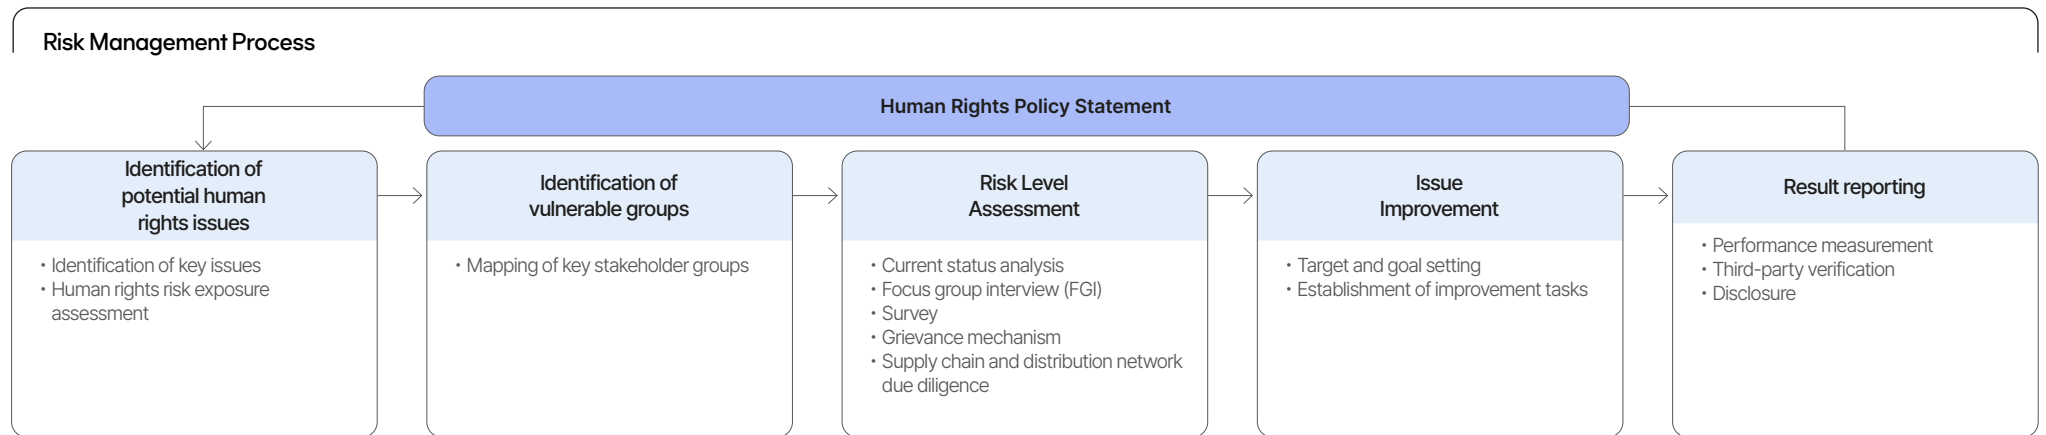 Risk Management Process
Human Rights Policy Statement
Identification of
potential human
rights issues
・Identification of key issues
・Human rights risk exposure
assessment
Identification of
vulnerable groups
・Mapping of key stakeholder groups
Risk Level
Assessment
・Current status analysis
・Focus group interview (FGI)
・Survey
・Grievance mechanism
・Supply chain and distribution network
due diligence
Issue
Improvement
・Target and goal setting
・Establishment of improvement tasks
Result reporting
・Performance measurement
・Third-party verification
・Disclosure